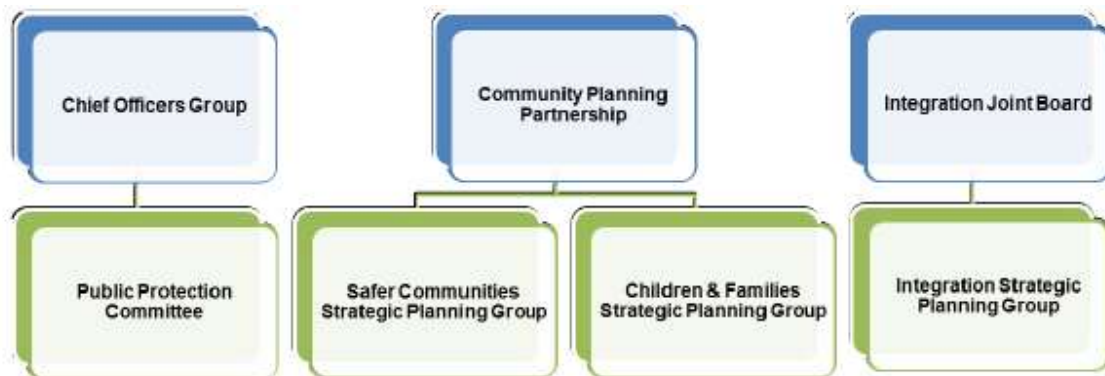 Chief Officers Group
Community Planning
Partnership
Integration Joint Board
Public Protection
Committee
Safer Communities
Strategic Planning Group
Children & Families
Strategic Planning Group
Integration Strategic
Planning Group